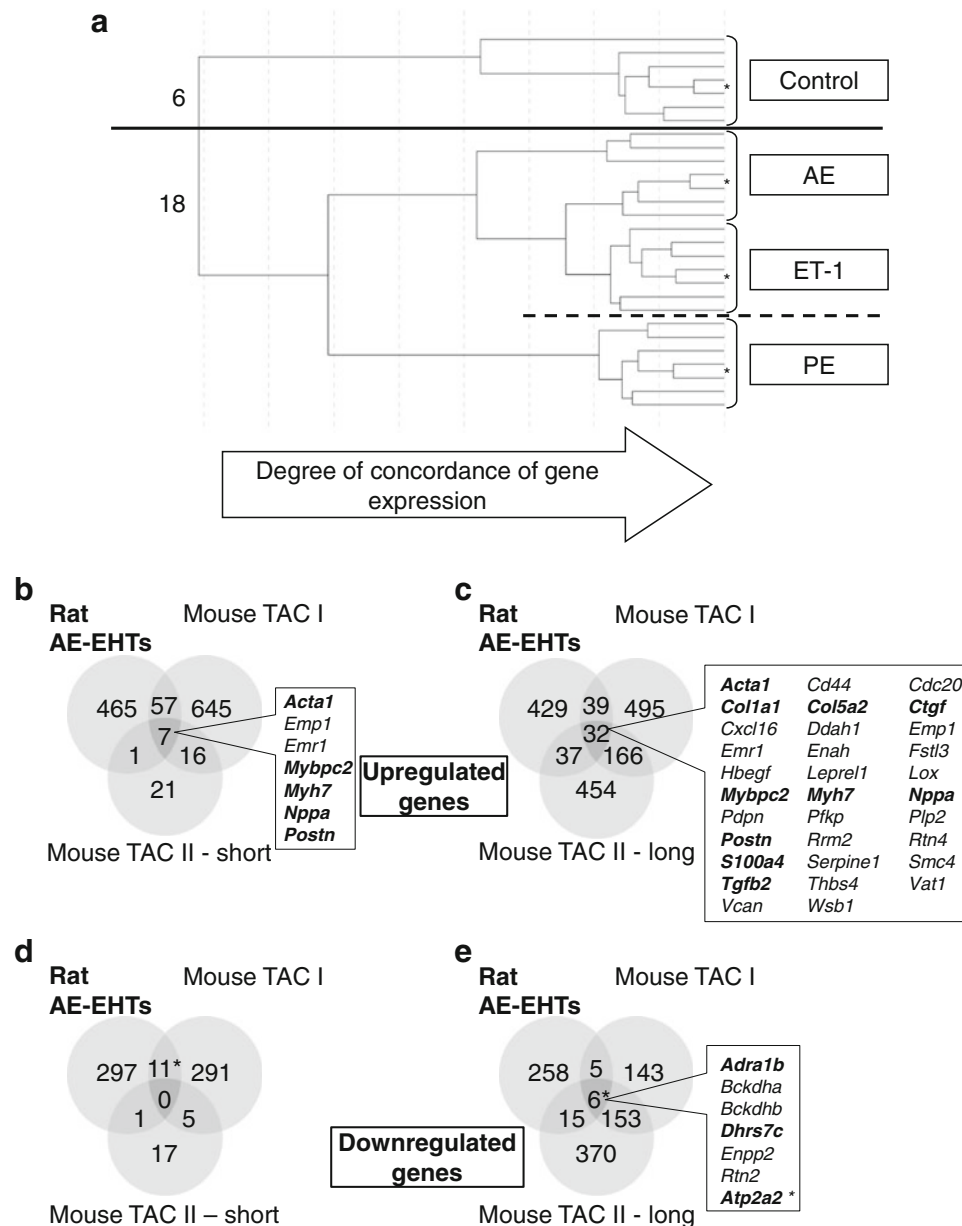 a
6
18
Control
*
AE
*
ET-1
*
PE
*
Degree of concordance of gene
expression
b
Rat
AE-EHTs
Mouse TAC I
465
57
645
7
1
16
21
Mouse TAC II - short
Acta1
Emp1
Emr1
Mybpc2
Myh7
Nppa
Postn
Upregulated
genes
c
Rat
AE-EHTs
Mouse TAC I
429
39
495
32
37
166
454
Mouse TAC II - long
Acta1 Cd44 Cdc20
Col1a1 Col5a2 Ctgf
Cxcl16 Ddah1 Emp1
Emr1 Enah Fstl3
Hbegf Leprel1 Lox
Mybpc2 Myh7 Nppa
Pdpn Pfkp Plp2
Postn Rrm2 Rtn4
S100a4 Serpine1 Smc4
Tgfb2 Thbs4 Vat1
Vcan Wsb1
d
Rat
AE-EHTs
Mouse TAC I
297
11*
291
0
1
5
17
Mouse TAC II – short
Downregulated
genes
e
Rat
AE-EHTs
Mouse TAC I
258
5
143
6*
15
153
370
Mouse TAC II - long
Adra1b
Bckdha
Bckdhb
Dhrs7c
Enpp2
Rtn2
Atp2a2 *